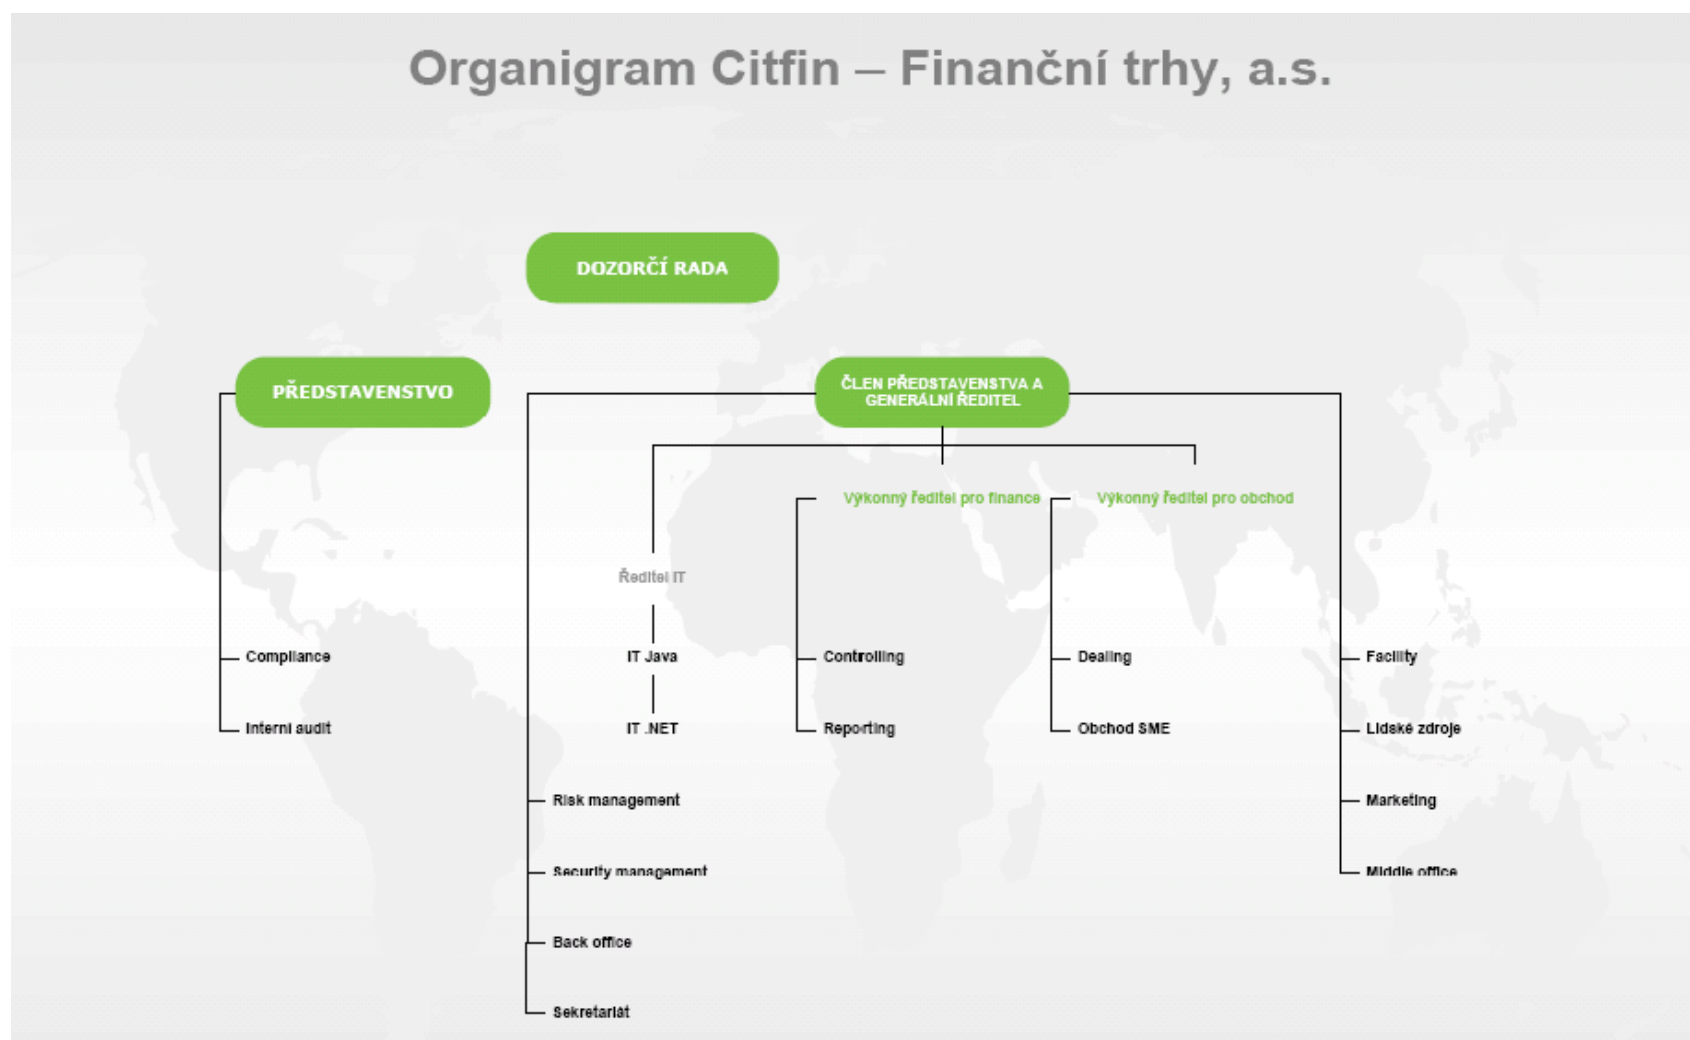 Organigram Citfin – Finanční trhy, a.s.
DOZORČÍ RADA
PŘEDSTAVENSTVO
ČLEN PŘEDSTAVENSTVA A
GENERÁLNÍ ŘEDITEL
Výkonný ředitel pro finance
Výkonný ředitel pro obchod
Ředitel IT
Compliance
IT Java
Controlling
Dealing
Facility
Interní audit
IT .NET
Reporting
Obchod SME
Lidské zdroje
Risk management
Marketing
Security management
Middle office
Back office
Sekretariát